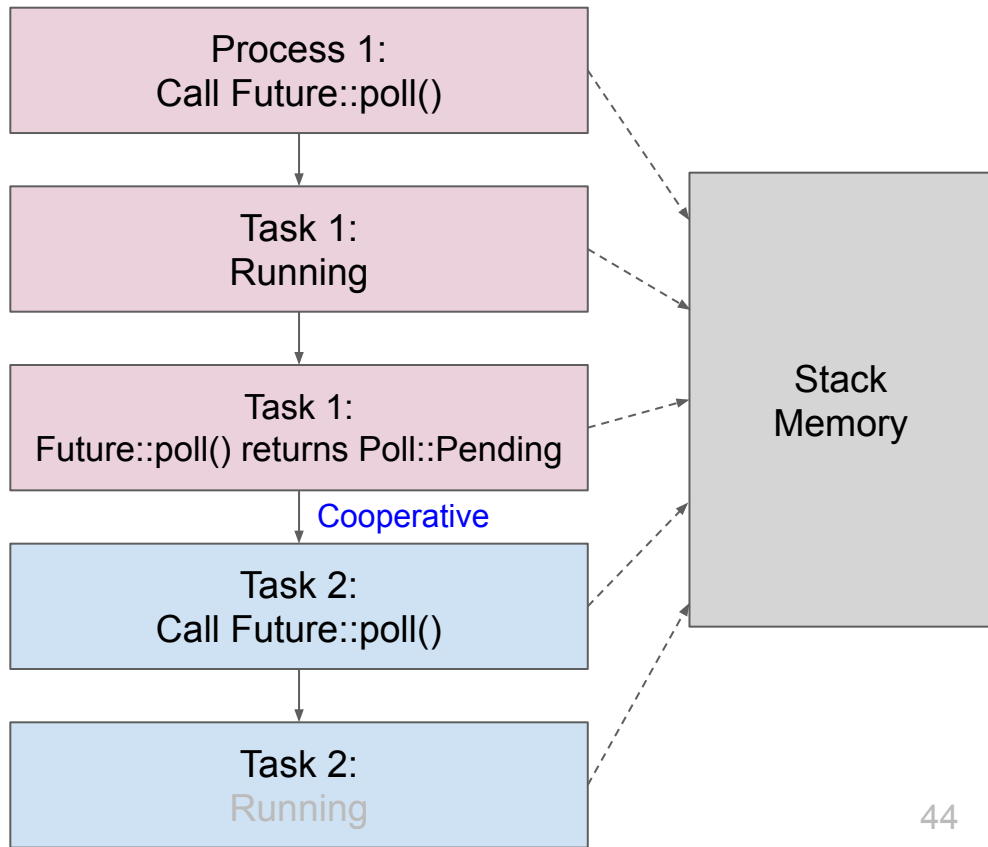 Process 1:
Call Future::poll()
Task 1:
Running
Task 1:
Future::poll() returns Poll::Pending
Cooperative
Task 2:
Call Future::poll()
Task 2:
Running
Stack
Memory
44